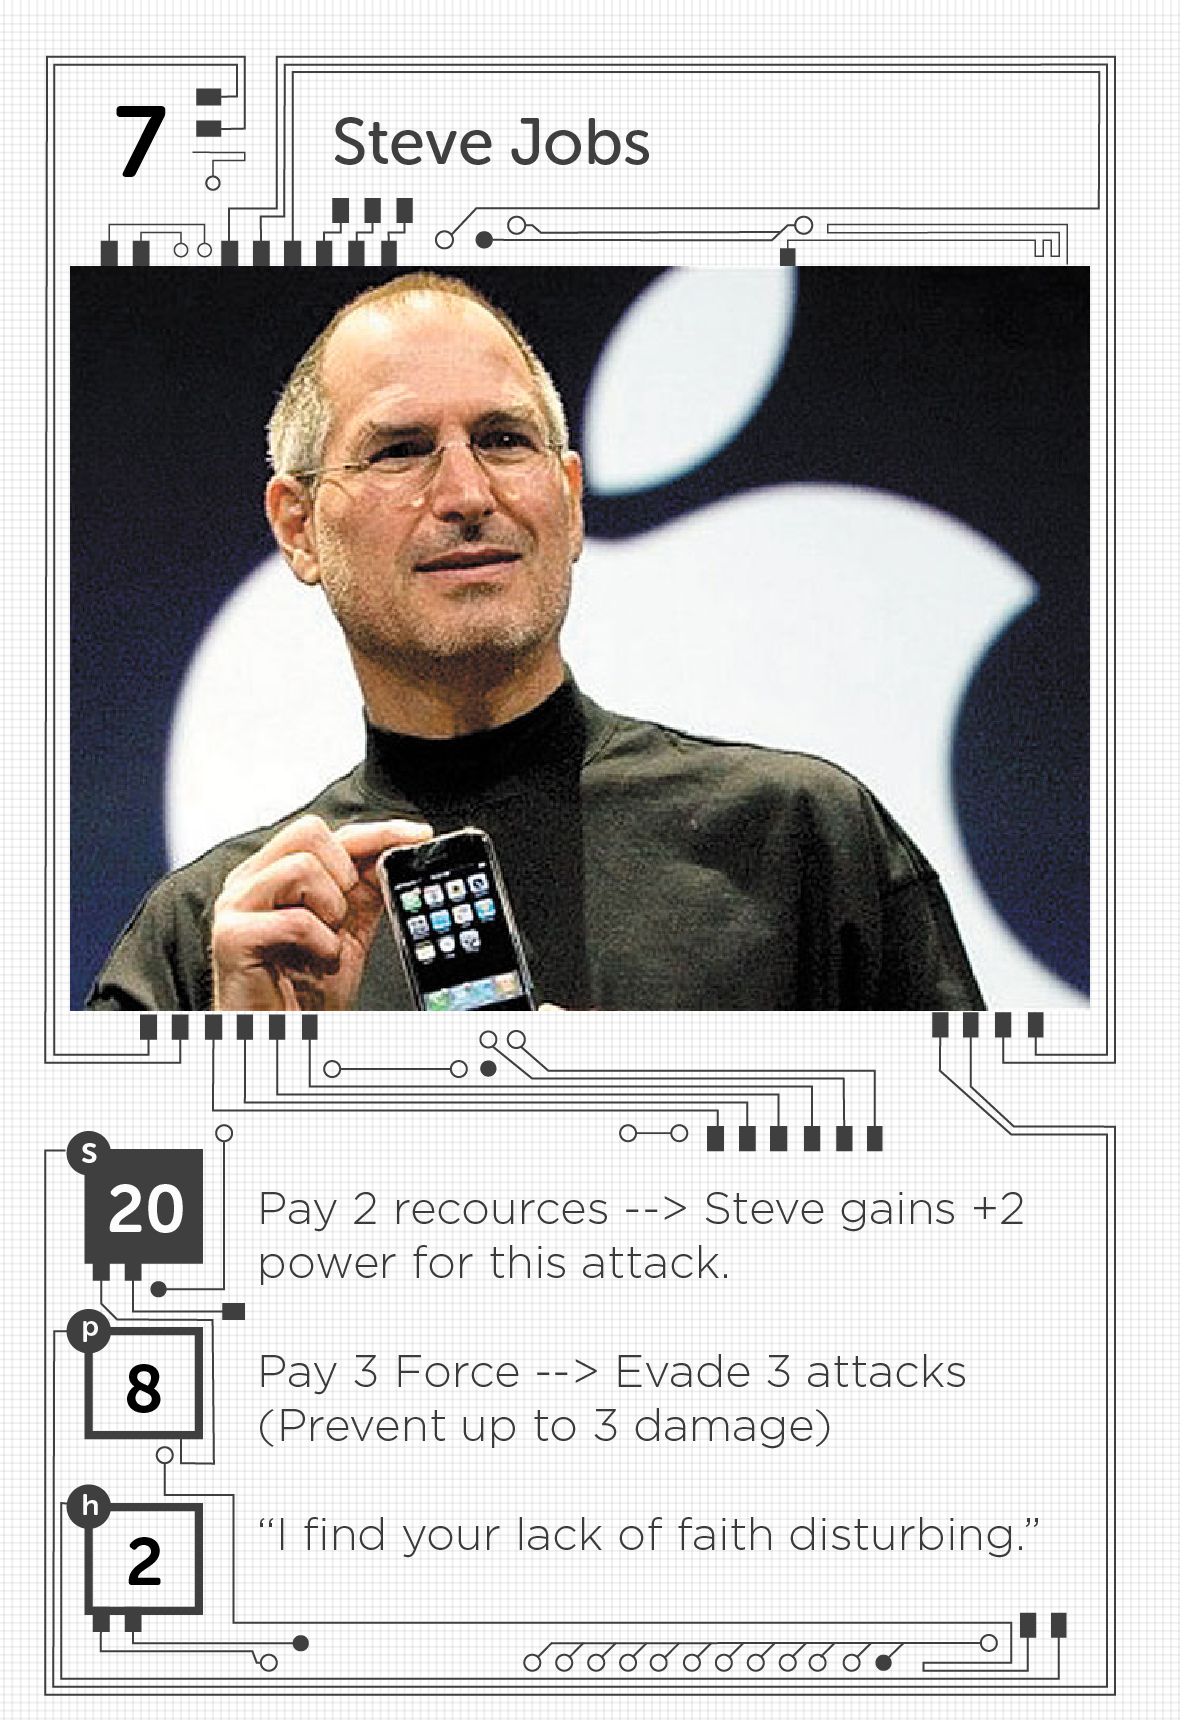 7
Steve Jobs
s
20
Pay 2 recources --> Steve gains +2
power for this attack.
p
8
Pay 3 Force --> Evade 3 attacks
(Prevent up to 3 damage)
h
2
“I find your lack of faith disturbing.”